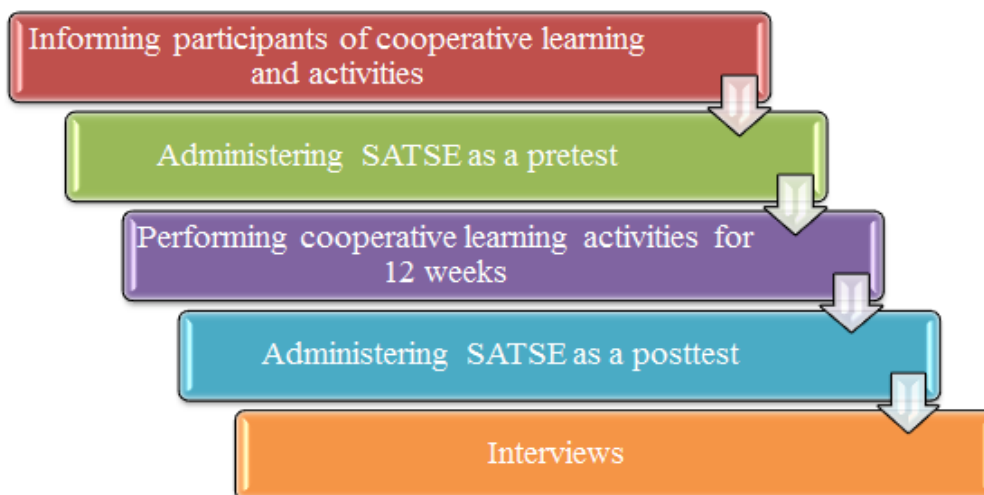 Informing participants of cooperative learning
and activities
Administering SATSE as a pretest
Performing cooperative learning activities for
12 weeks
Administering SATSE as a posttest
Interviews